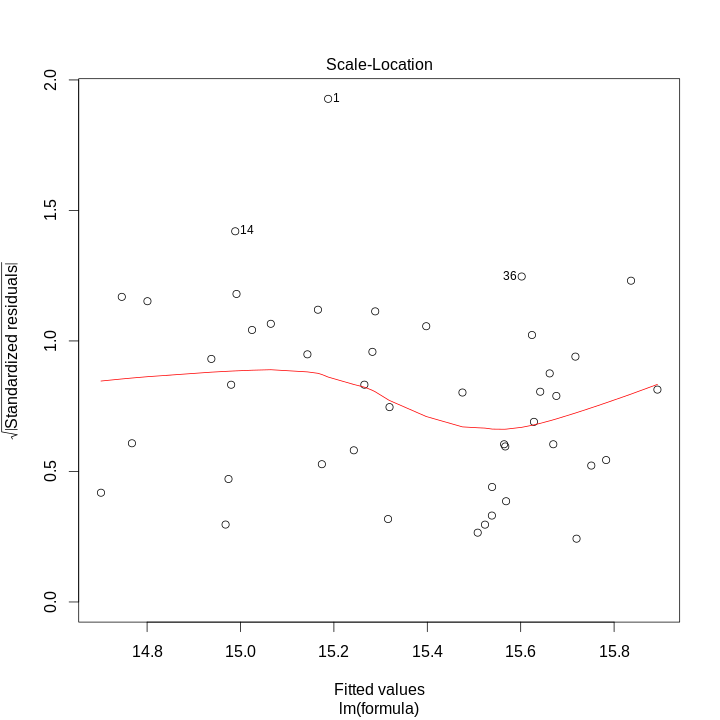 Scale-Location
2.0
1.5
1.0
0.5
0.0
√|Standardized residuals|
1
14
36
14.8 15.0 15.2 15.4 15.6 15.8
Fitted values
lm(formula)